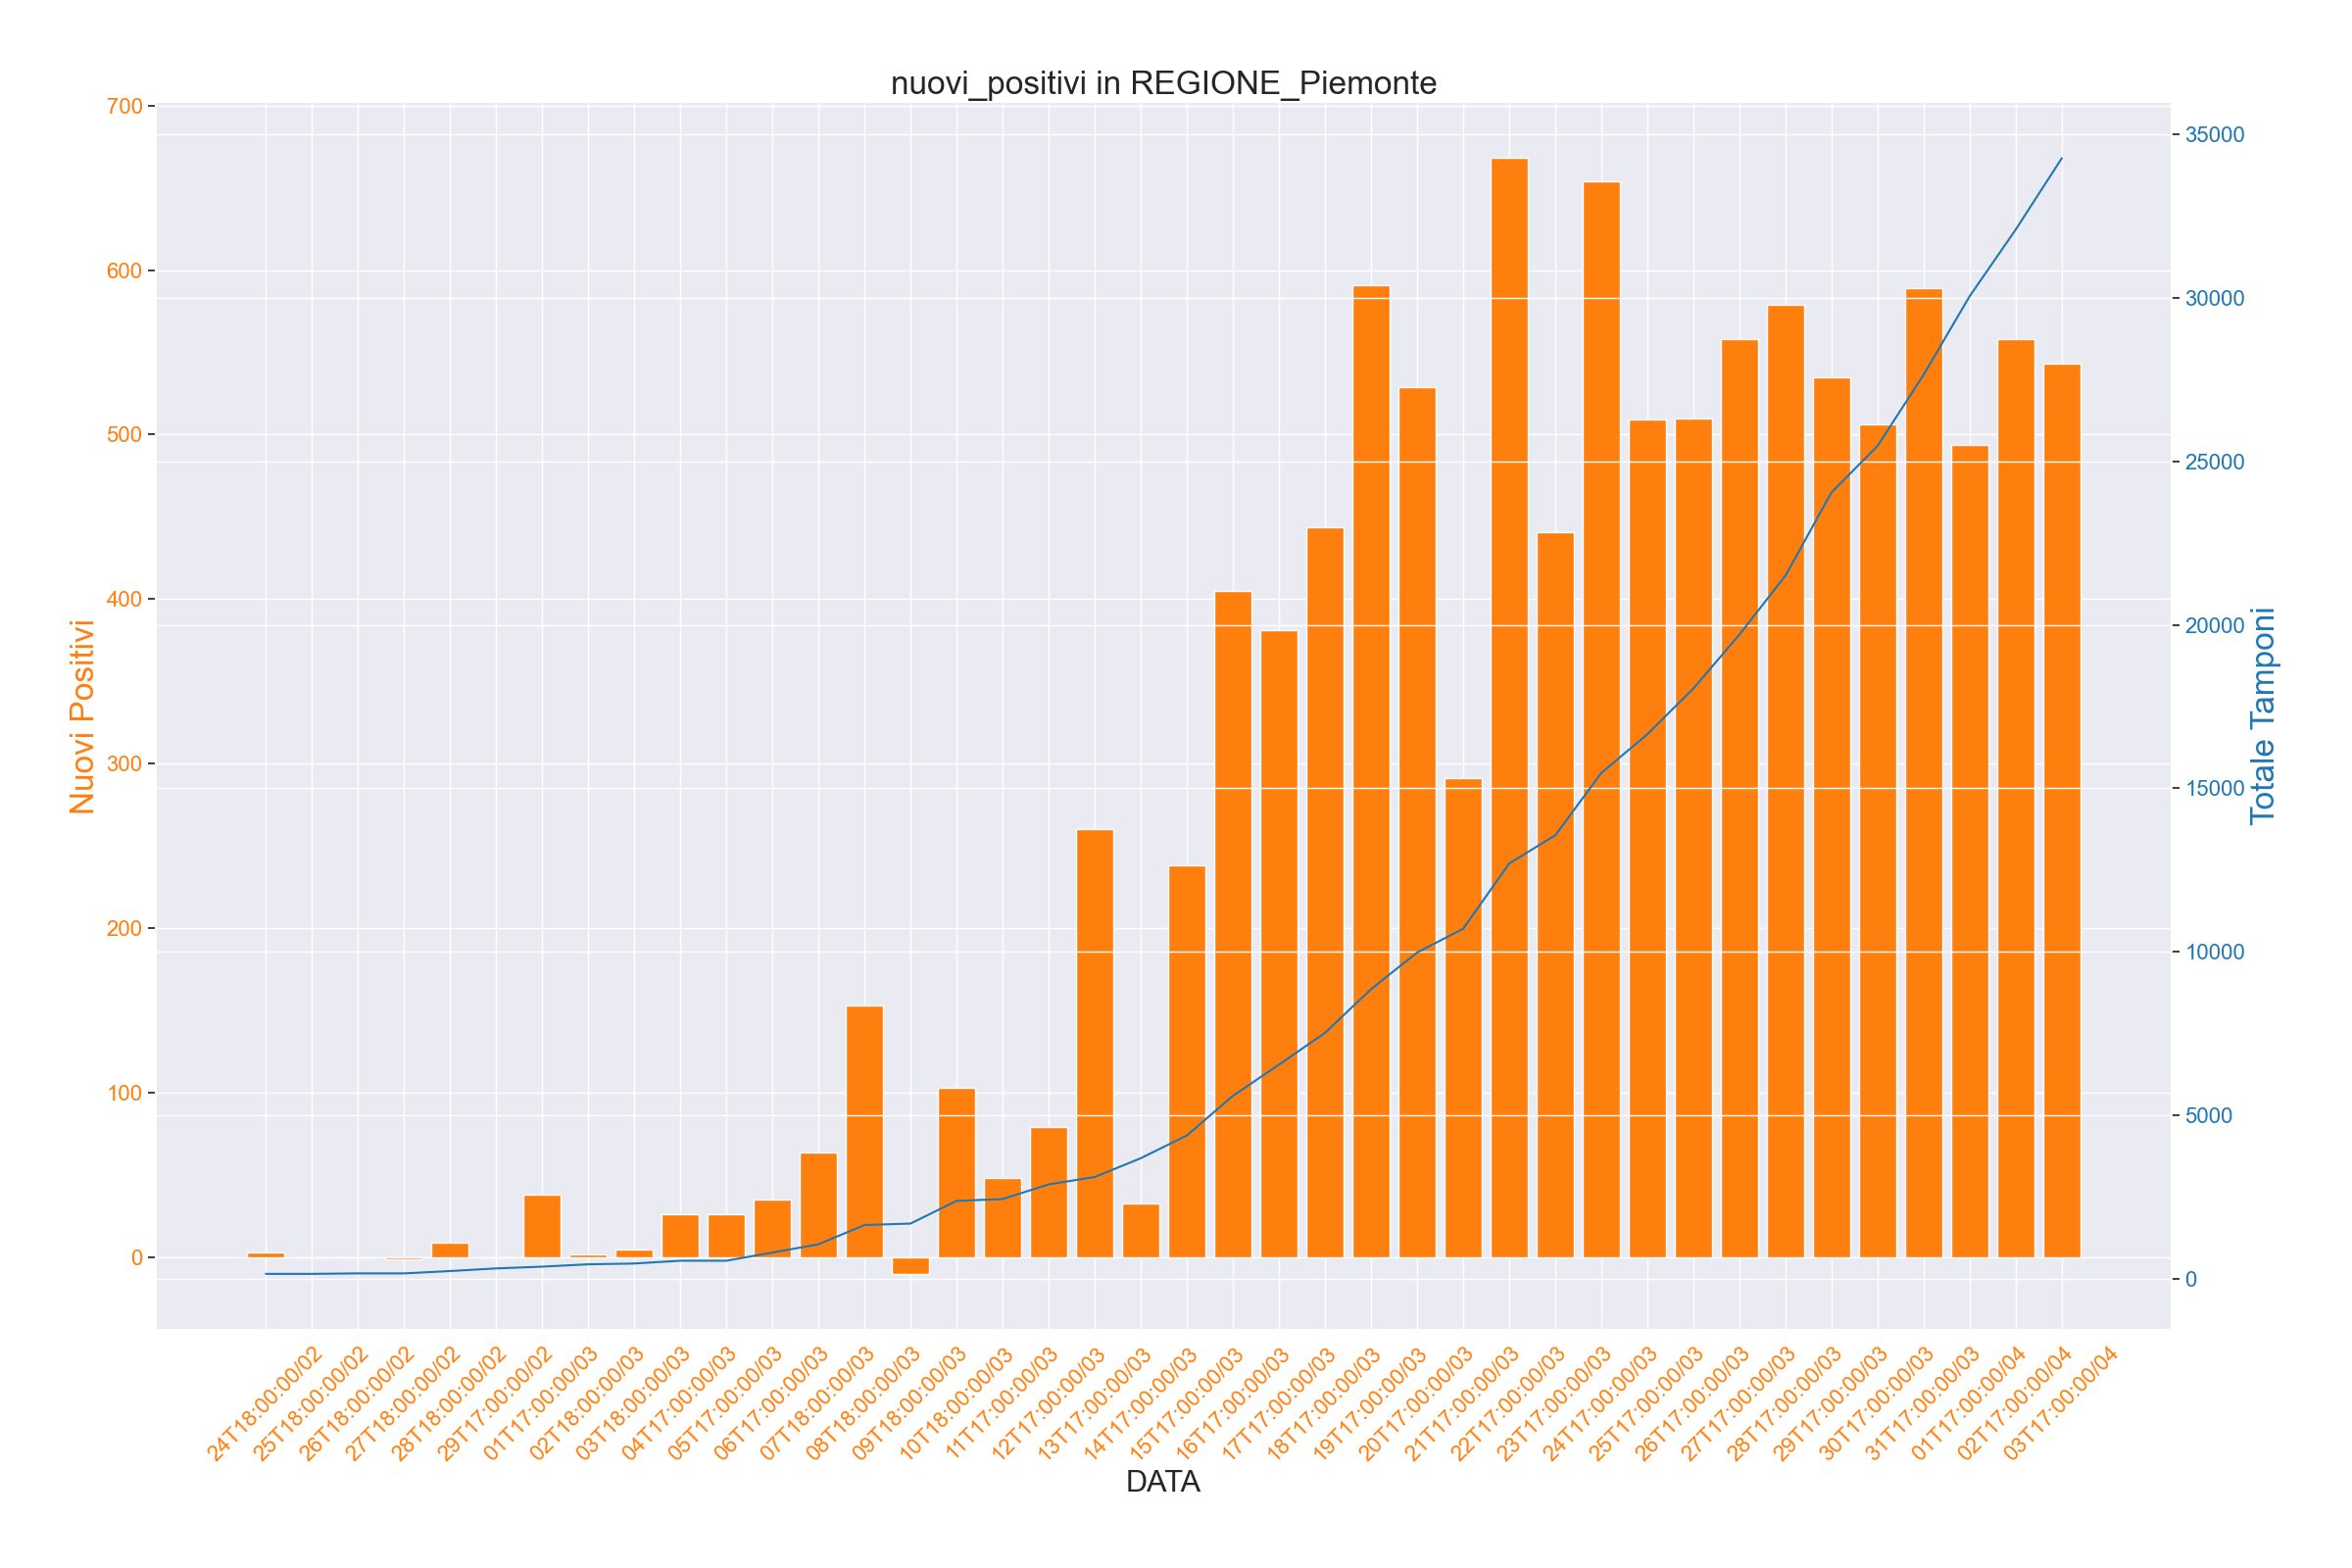 nuovi_positivi in REGIONE_Piemonte
700
600
500
400
300
200
100
0
Nuovi Positivi
35000
30000
25000
20000
15000
10000
5000
0
Totale Tamponi
24T18:00:00/02
25T18:00:00/02
26T18:00:00/02
27T18:00:00/02
28T18:00:00/02
29T17:00:00/02
01T17:00:00/03
02T18:00:00/03
03T18:00:00/03
04T17:00:00/03
05T17:00:00/03
06T17:00:00/03
07T18:00:00/03
08T18:00:00/03
09T18:00:00/03
10T18:00:00/03
11T17:00:00/03
12T17:00:00/03
13T17:00:00/03
14T17:00:00/03
15T17:00:00/03
16T17:00:00/03
17T17:00:00/03
18T17:00:00/03
19T17:00:00/03
20T17:00:00/03
21T17:00:00/03
22T17:00:00/03
23T17:00:00/03
24T17:00:00/03
25T17:00:00/03
26T17:00:00/03
27T17:00:00/03
28T17:00:00/03
29T17:00:00/03
30T17:00:00/03
31T17:00:00/03
01T17:00:00/04
02T17:00:00/04
03T17:00:00/04
DATA